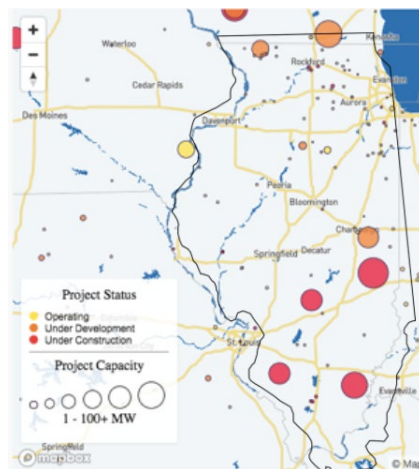 Waterloo
Kenosha
Rockford
Evanston
Cedar Rapids
Aurora
Des Moines
Davenport
Peoria
Bloomington
Springfield
Decatur
St. Louis
Evansville
Project Status
Operating
Under Development
Under Construction
Project Capacity
1 - 100+ MW
Springfield
mapbox